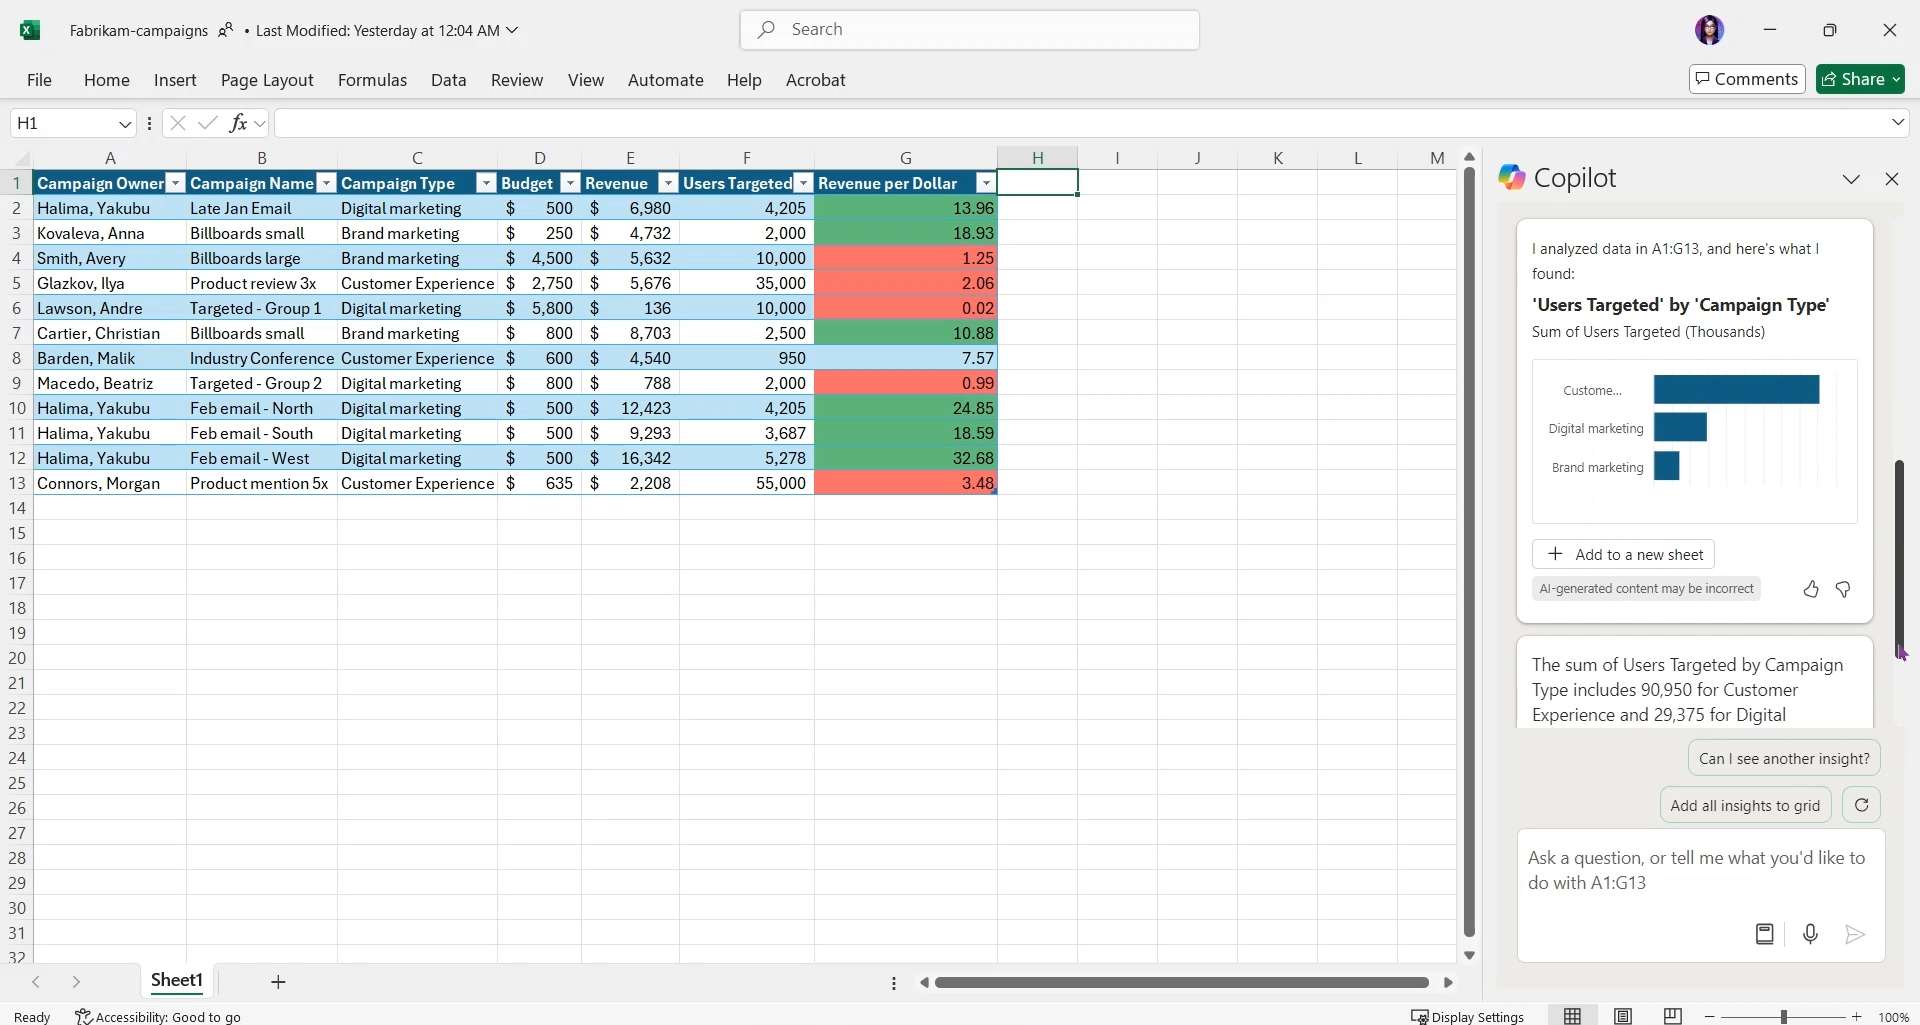 Fabrikam-campaigns • Last Modified: Yesterday at 12:04 AM
Search
File Home Insert Page Layout Formulas Data Review View Automate Help Acrobat
Comments Share
H1 fx
A B C D E F G H I J K L M
1 Campaign Owner Campaign Name Campaign Type Budget Revenue Users Targeted Revenue per Dollar
2 Halima, Yakubu Late Jan Email Digital marketing $ 500 $ 6,980 4,205 13.96
3 Kovaleva, Anna Billboards small Brand marketing $ 250 $ 4,732 2,000 18.93
4 Smith, Avery Billboards large Brand marketing $ 4,500 $ 5,632 10,000 1.25
5 Glazkov, Ilya Product review 3x Customer Experience $ 2,750 $ 5,676 35,000 2.06
6 Lawson, Andre Targeted - Group 1 Digital marketing $ 5,800 $ 136 10,000 0.02
7 Cartier, Christian Billboards small Brand marketing $ 800 $ 8,703 2,500 10.88
8 Barden, Malik Industry Conference Customer Experience $ 600 $ 4,540 950 7.57
9 Macedo, Beatriz Targeted - Group 2 Digital marketing $ 800 $ 788 2,000 0.99
10 Halima, Yakubu Feb email - North Digital marketing $ 500 $ 12,423 4,205 24.85
11 Halima, Yakubu Feb email - South Digital marketing $ 500 $ 9,293 3,687 18.59
12 Halima, Yakubu Feb email - West Digital marketing $ 500 $ 16,342 5,278 32.68
13 Connors, Morgan Product mention 5x Customer Experience $ 635 $ 2,208 55,000 3.48
14
15
16
17
18
19
20
21
22
23
24
25
26
27
28
29
30
31
32
Copilot
I analyzed data in A1:G13, and here's what I
found:
'Users Targeted' by 'Campaign Type'
Sum of Users Targeted (Thousands)
Custome...
Digital marketing
Brand marketing
Add to a new sheet
AI-generated content may be incorrect
The sum of Users Targeted by Campaign
Type includes 90,950 for Customer
Experience and 29,375 for Digital
Can I see another insight?
Add all insights to grid
Ask a question, or tell me what you'd like to
do with A1:G13
Sheet1
Ready Accessibility: Good to go
Display Settings 100%